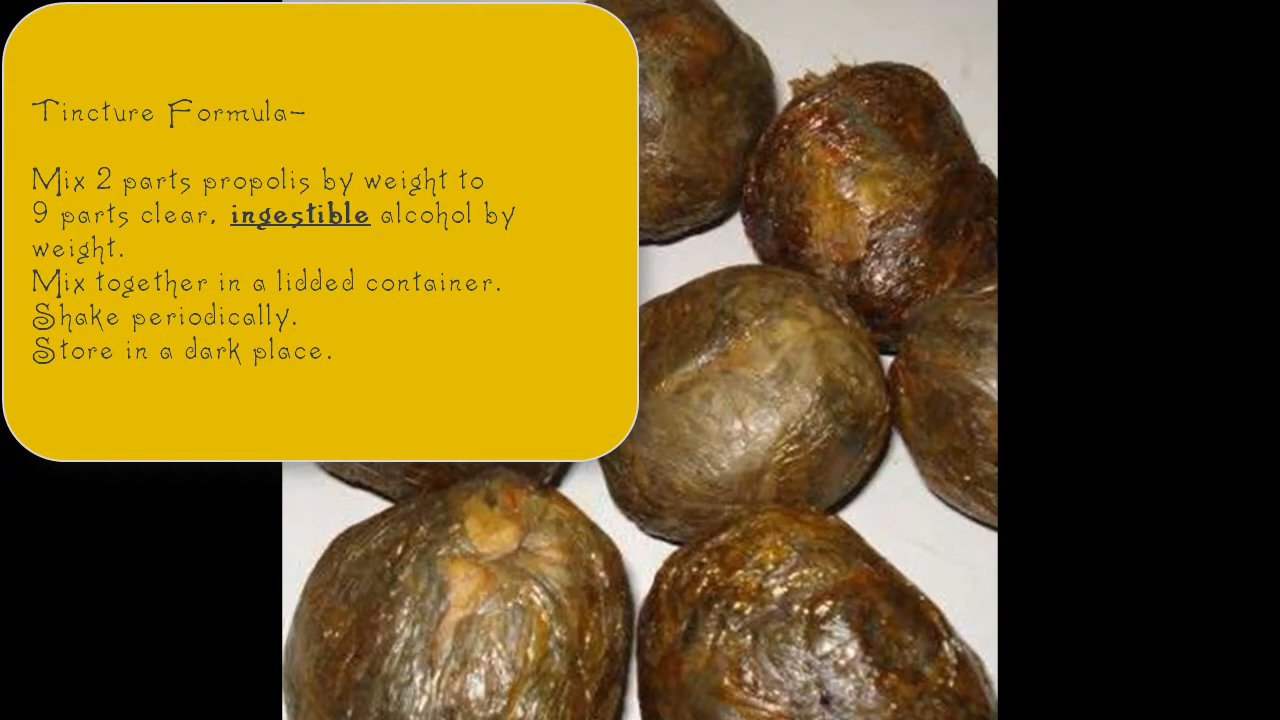 Tincture Formula-
Mix 2 parts propolis by weight to
9 parts clear, ingestible alcohol by
weight.
Mix together in a lidded container.
Shake periodically.
Store in a dark place.